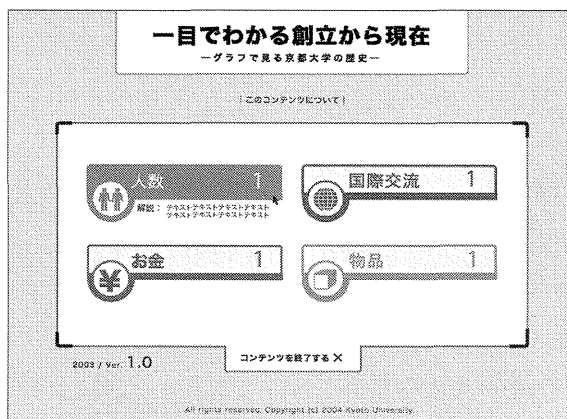 一目でわかる創立から現在
―グラフで見る京都大学の歴史―
| このコンテンツについて |
人数 1
解説： テキストテキストテキストテキスト
テキストテキストテキストテキスト
国際交流 1
お金 1
物品 1
2003 / Ver. 1.0
コンテンツを終了する ×
All rights reserved. Copyright (c) 2004 Kyoto University